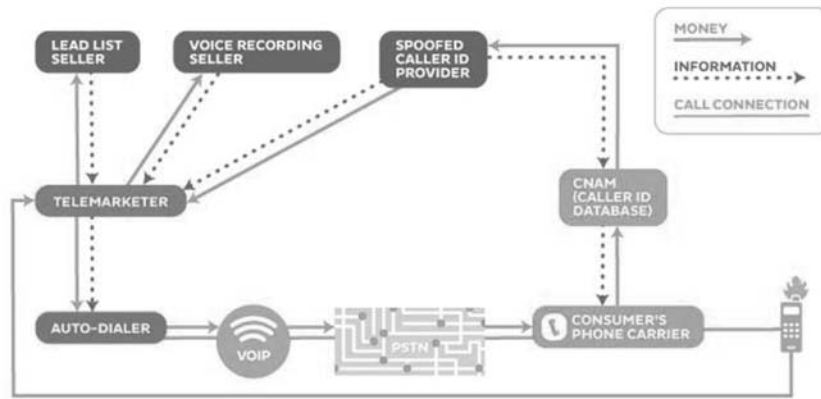 LEAD LIST
SELLER
VOICE RECORDING
SELLER
SPOOFED
CALLER ID
PROVIDER
MONEY
INFORMATION
CALL CONNECTION
TELEMARKETER
CNAM
(CALLER ID
DATABASE)
AUTO-DIALER
VOIP
PSTN
CONSUMER'S
PHONE CARRIER